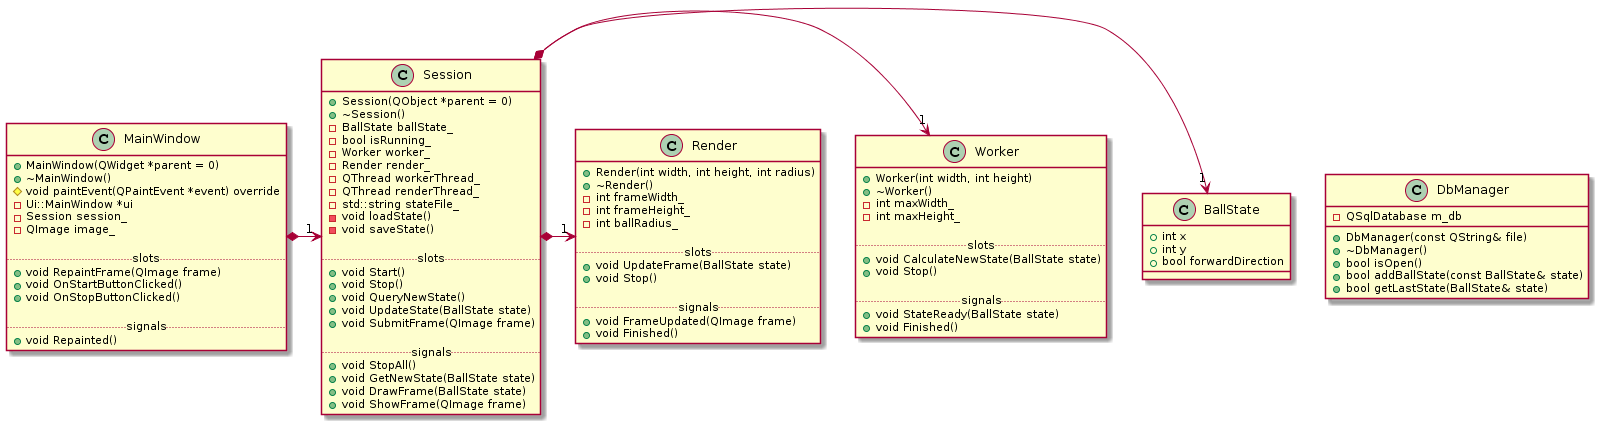 C MainWindow
MainWindow(QWidget *parent = 0)
~MainWindow()
void paintEvent(QPaintEvent *event) override
Ui::MainWindow *ui
Session session_
QImage image_
slots
void RepaintFrame(QImage frame)
void OnStartButtonClicked()
void OnStopButtonClicked()
signals
void Repainted()
1
C Session
Session(QObject *parent = 0)
~Session()
BallState ballState_
bool isRunning_
Worker worker_
Render render_
QThread workerThread_
QThread renderThread_
std::string stateFile_
void loadState()
void saveState()
slots
void Start()
void Stop()
void QueryNewState()
void UpdateState(BallState state)
void SubmitFrame(QImage frame)
signals
void StopAll()
void GetNewState(BallState state)
void DrawFrame(BallState state)
void ShowFrame(QImage frame)
1
C Render
Render(int width, int height, int radius)
~Render()
int frameWidth_
int frameHeight_
int ballRadius_
slots
void UpdateFrame(BallState state)
void Stop()
signals
void FrameUpdated(QImage frame)
void Finished()
1
C Worker
Worker(int width, int height)
~Worker()
int maxWidth_
int maxHeight_
slots
void CalculateNewState(BallState state)
void Stop()
signals
void StateReady(BallState state)
void Finished()
1
C BallState
int x
int y
bool forwardDirection
C DbManager
QSqlDatabase m_db
DbManager(const QString& file)
~DbManager()
bool isOpen()
bool addBallState(const BallState& state)
bool getLastState(BallState& state)